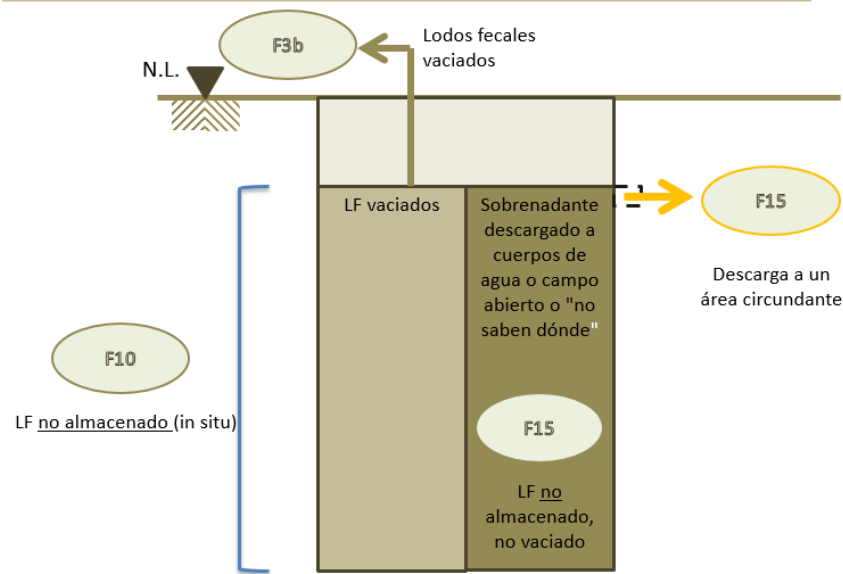 F3b
Lodos fecales
vaciados
N.L.
LF vaciados
Sobrenadante
descargado a
cuerpos de
agua o campo
abierto o "no
saben dónde"
F15
Descarga a un
área circundante
F10
LF no almacenado (in situ)
F15
LF no
almacenado,
no vaciado